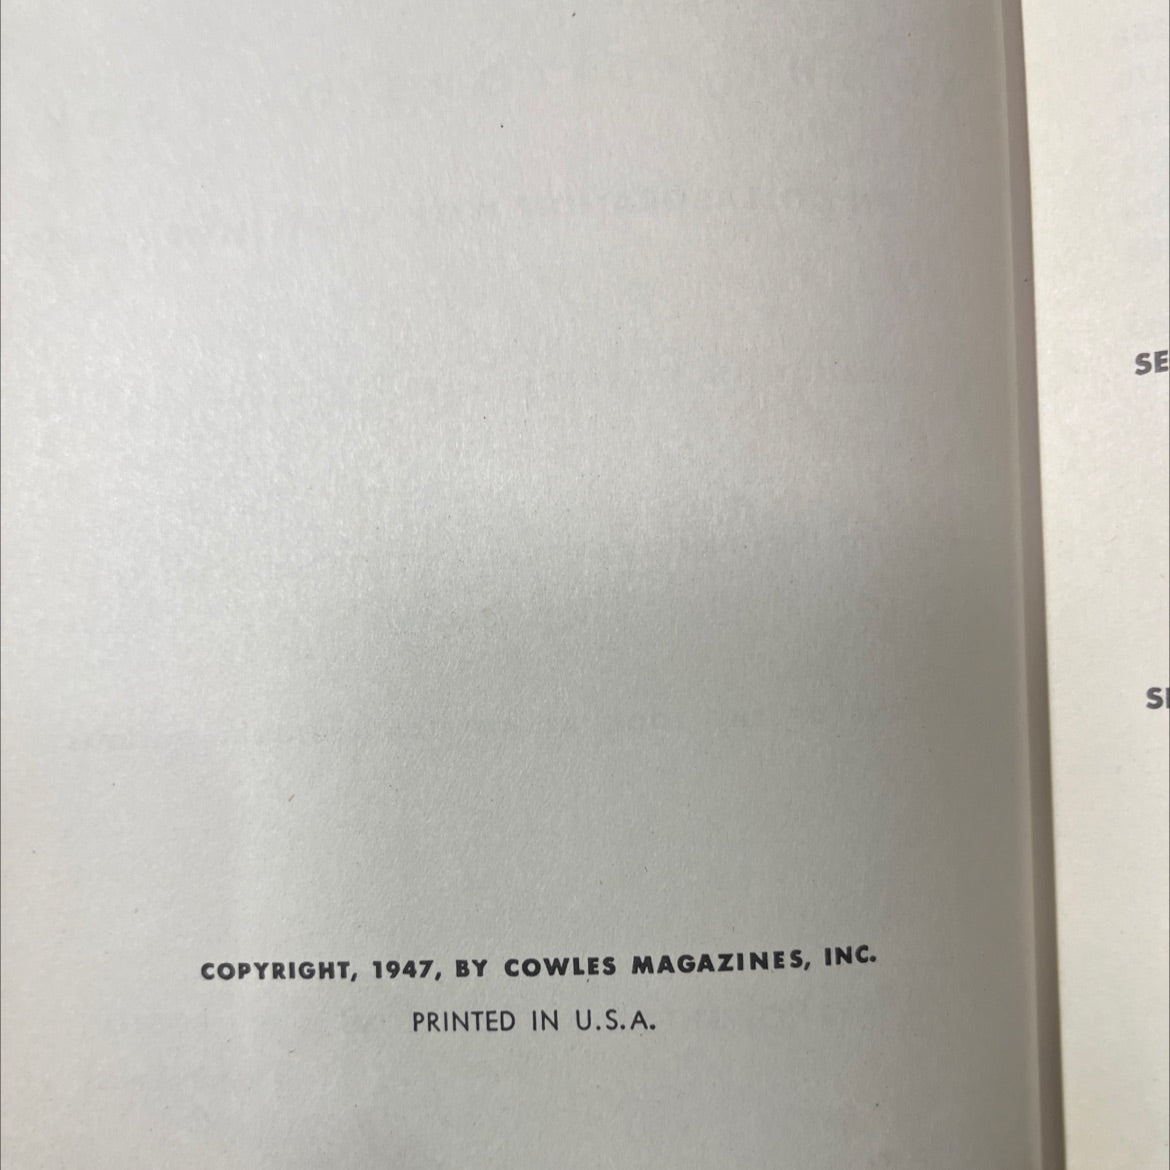 COPYRIGHT, 1947, BY COWLES MAGAZINES, INC.
PRINTED IN U.S.A.
SE